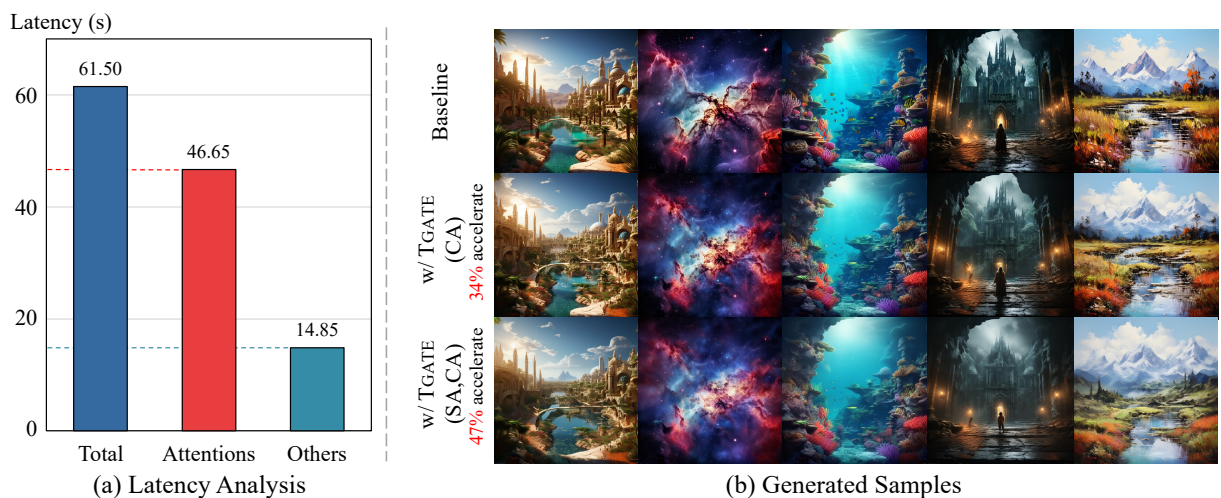 Latency (s)
60
40
20
0
61.50
46.65
14.85
Total
Attentions
Others
(a) Latency Analysis
Baseline
w/ TGATE
(CA)
34% accelerate
w/ TGATE
(SA,CA)
47% accelerate
(b) Generated Samples